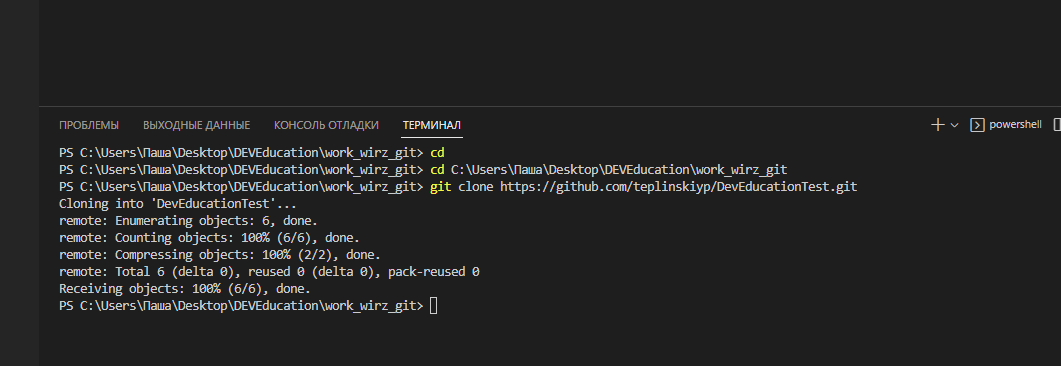 ПРОБЛЕМЫ ВЫХОДНЫЕ ДАННЫЕ КОНСОЛЬ ОТЛАДКИ ТЕРМИНАЛ powershell
PS C:\Users\Паша\Desktop\DEVEducation\work_wirz_git> cd
PS C:\Users\Паша\Desktop\DEVEducation\work_wirz_git> cd C:\Users\Паша\Desktop\DEVEducation\work_wirz_git
PS C:\Users\Паша\Desktop\DEVEducation\work_wirz_git> git clone https://github.com/teplinskiyp/DevEducationTest.git
Cloning into 'DevEducationTest'...
remote: Enumerating objects: 6, done.
remote: Counting objects: 100% (6/6), done.
remote: Compressing objects: 100% (2/2), done.
remote: Total 6 (delta 0), reused 0 (delta 0), pack-reused 0
Receiving objects: 100% (6/6), done.
PS C:\Users\Паша\Desktop\DEVEducation\work_wirz_git>